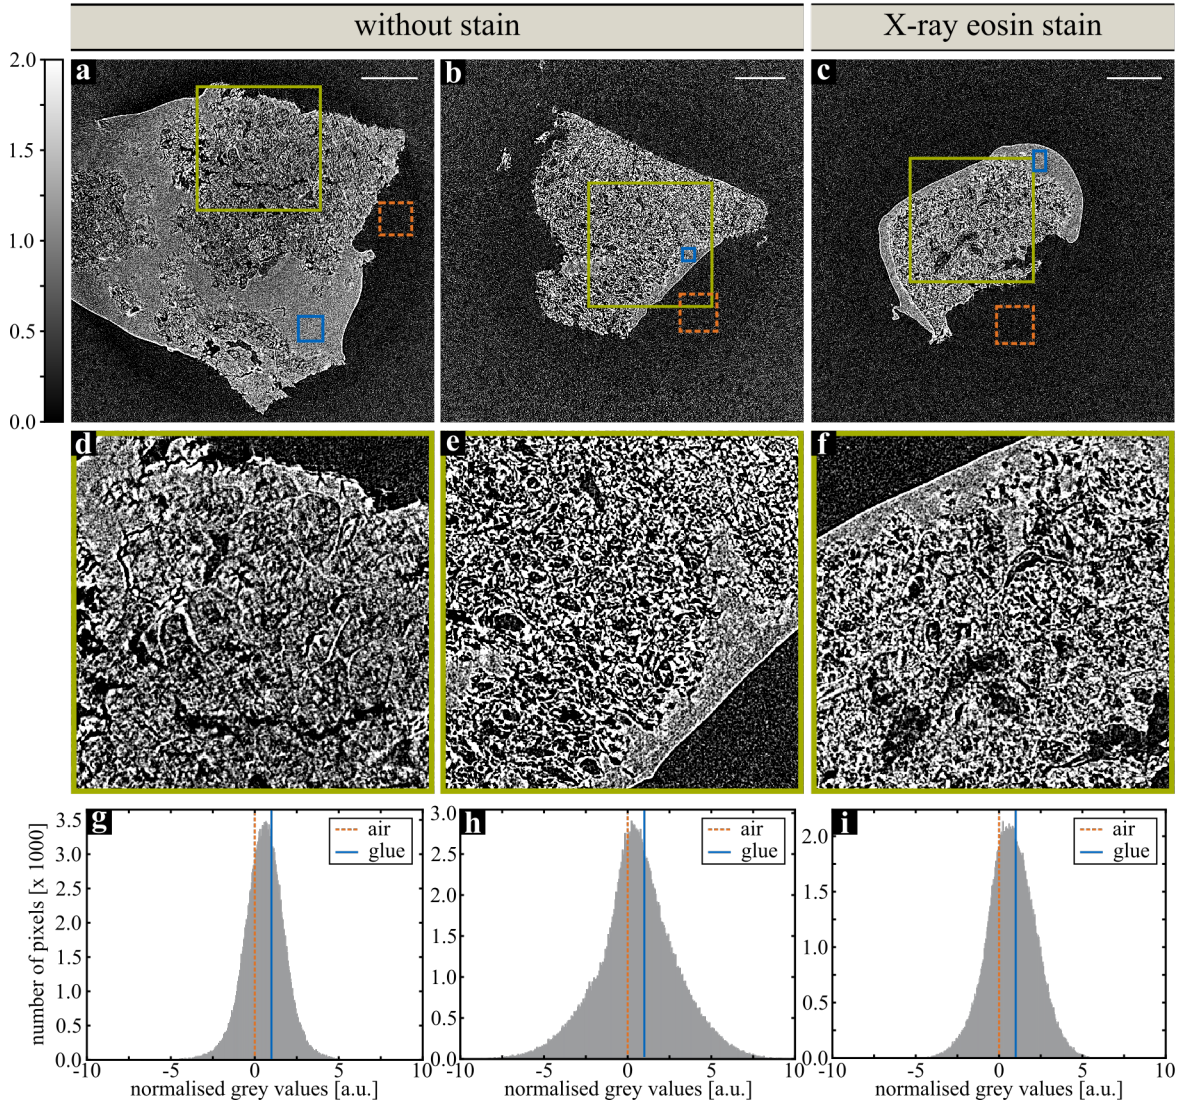 without stain
X-ray eosin stain
2.0
1.5
1.0
0.5
0.0
a
b
c
d
e
f
g
air
glue
3.5
3.0
2.5
2.0
1.5
1.0
0.5
0.0
number of pixels [x 1000]
-10
-5
0
5
10
normalised grey values [a.u.]
h
air
glue
3.0
2.5
2.0
1.5
1.0
0.5
0.0
-10
-5
0
5
10
normalised grey values [a.u.]
i
air
glue
2.0
1.5
1.0
0.5
0.0
-10
-5
0
5
10
normalised grey values [a.u.]